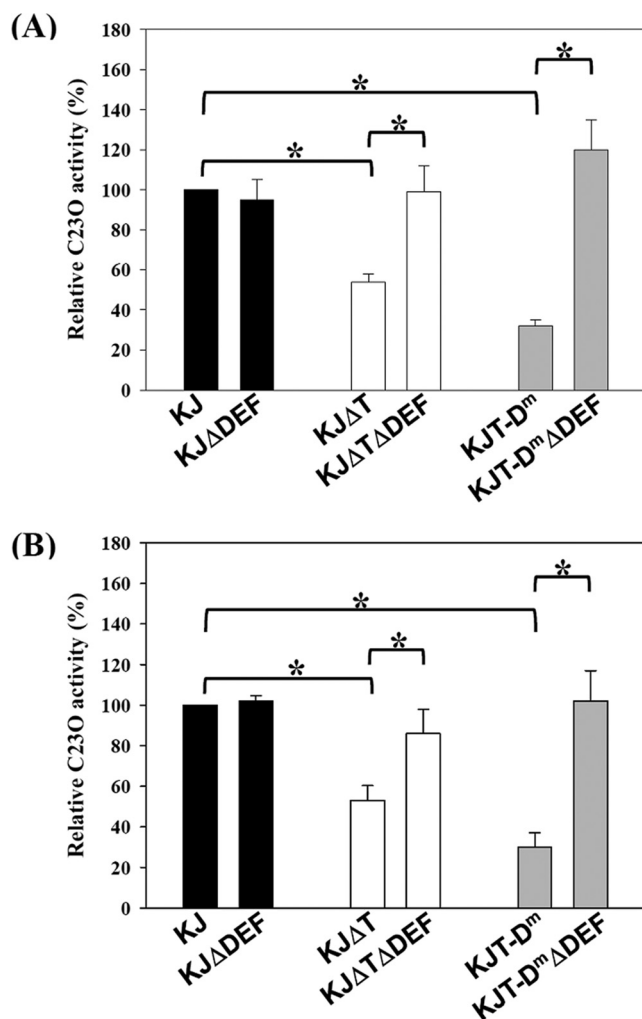 (A)
Relative C23O activity (%)
180
160
140
120
100
80
60
40
20
0
*
*
*
*
KJ
KJΔDEF
KJΔT
KJΔTΔDEF
KJT-Dᵐ
KJT-DᵐΔDEF
(B)
Relative C23O activity (%)
180
160
140
120
100
80
60
40
20
0
*
*
*
*
KJ
KJΔDEF
KJΔT
KJΔTΔDEF
KJT-Dᵐ
KJT-DᵐΔDEF